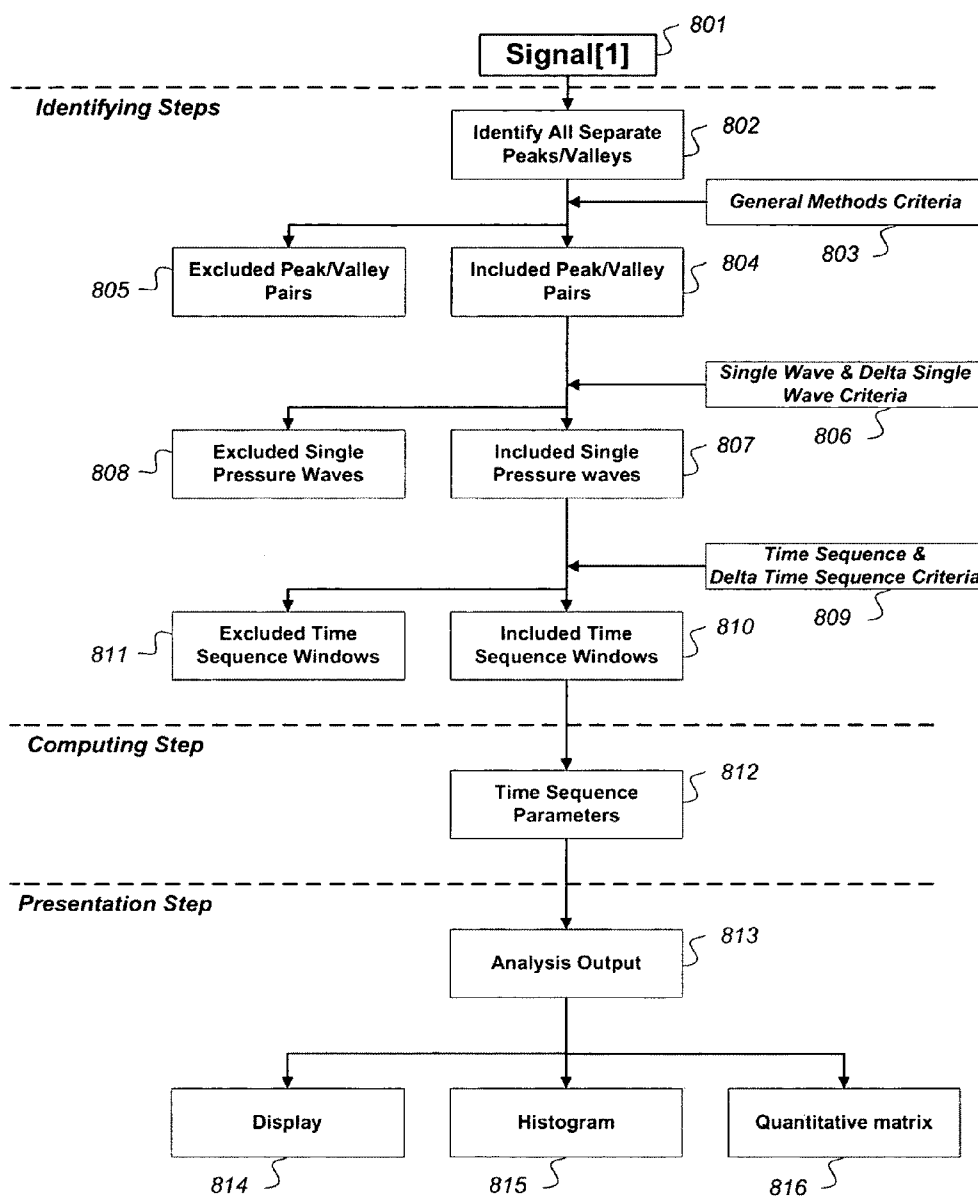 801
Signal[1]
Identifying Steps
Identify All Separate
Peaks/Valleys
802
General Methods Criteria
803
805
Excluded Peak/Valley
Pairs
Included Peak/Valley
Pairs
804
Single Wave & Delta Single
Wave Criteria
806
808
Excluded Single
Pressure Waves
Included Single
Pressure waves
807
Time Sequence &
Delta Time Sequence Criteria
809
811
Excluded Time
Sequence Windows
Included Time
Sequence Windows
810
Computing Step
Time Sequence
Parameters
812
Presentation Step
Analysis Output
813
Display
Histogram
Quantitative matrix
814
815
816